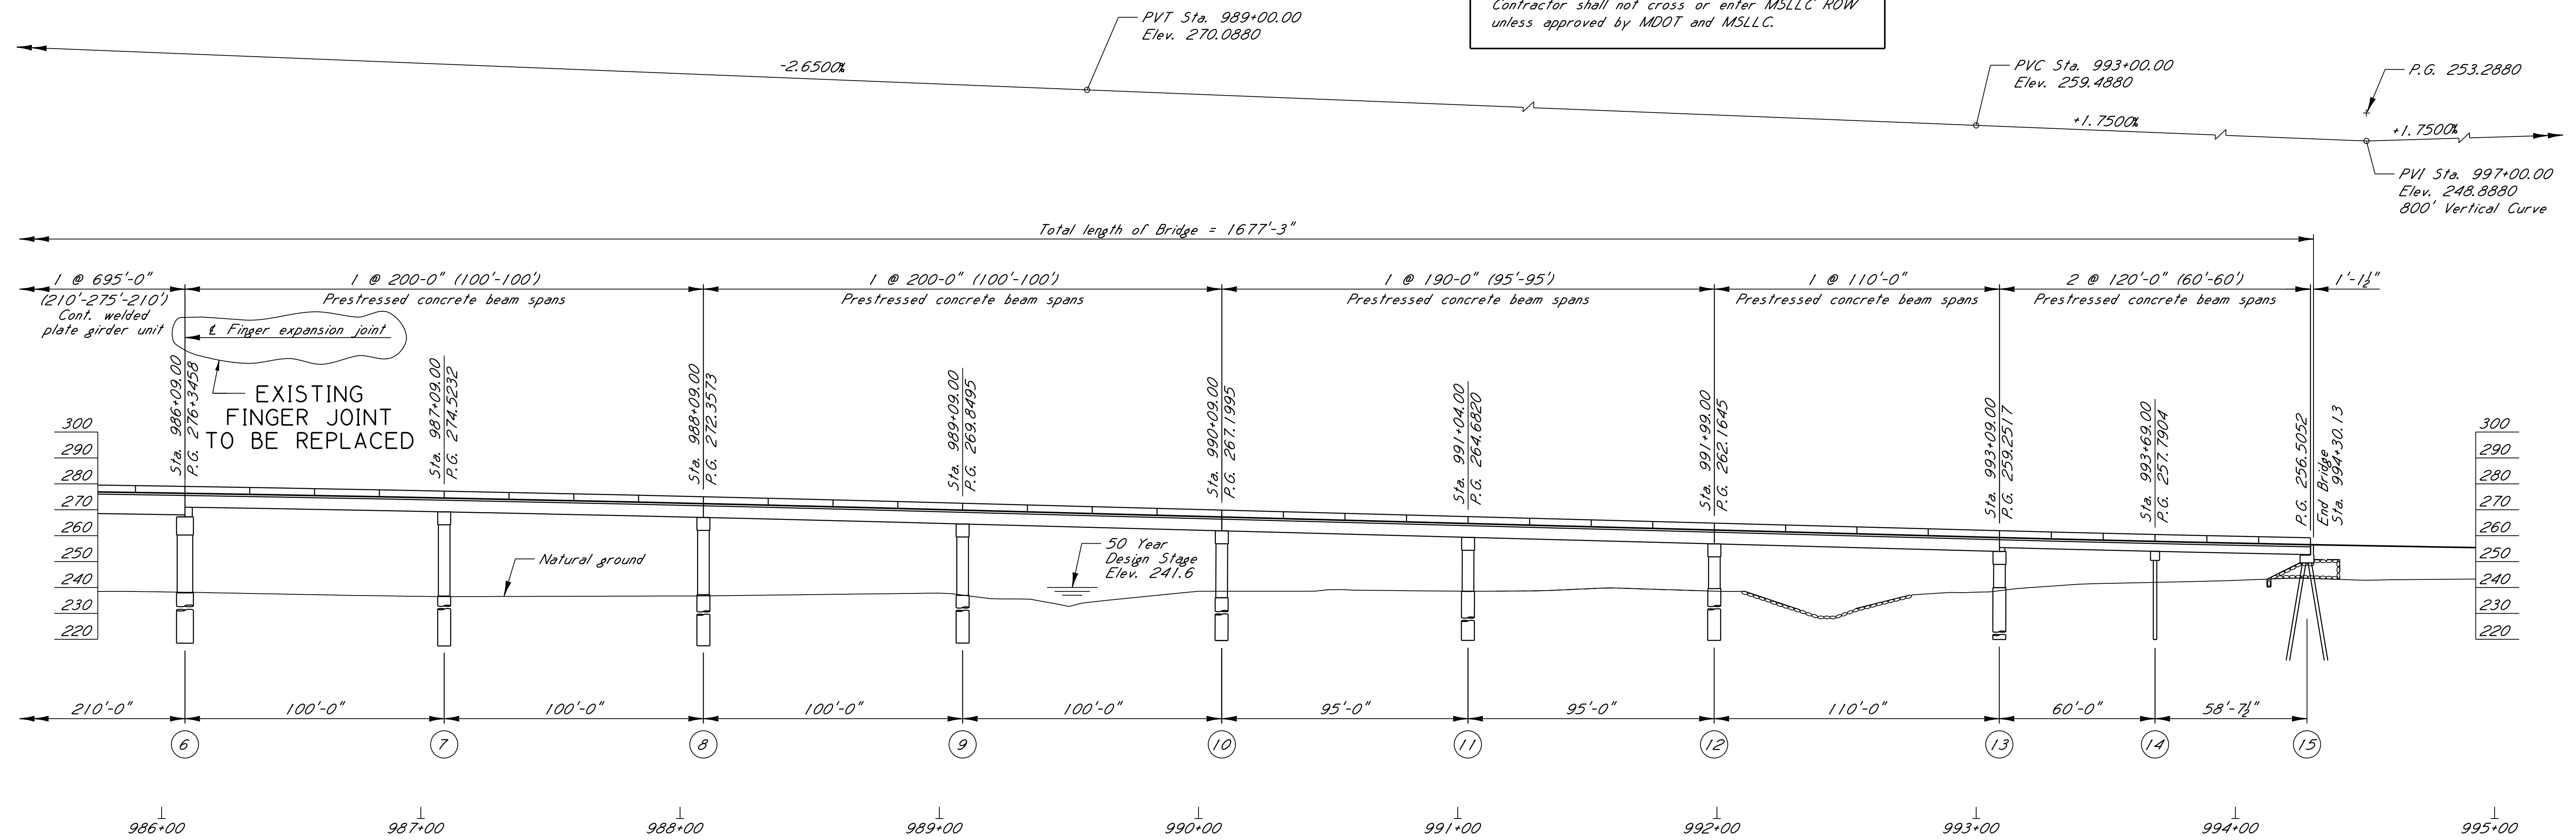 Contractor shall not cross or enter MSLLC ROW
unless approved by MDOT and MSLLC.
PVT Sta. 989+00.00
Elev. 270.0880
-2.6500%
PVC Sta. 993+00.00
Elev. 259.4880
P.G. 253.2880
+1.7500%
+1.7500%
PVI Sta. 997+00.00
Elev. 248.8880
800' Vertical Curve
Total length of Bridge = 1677'-3"
1 @ 695'-0"
(210'-275'-210')
Cont. welded
plate girder unit
1 @ 200-0" (100'-100')
Prestressed concrete beam spans
1 @ 200-0" (100'-100')
Prestressed concrete beam spans
1 @ 190-0" (95'-95')
Prestressed concrete beam spans
1 @ 110'-0"
Prestressed concrete beam spans
2 @ 120'-0" (60'-60')
Prestressed concrete beam spans
1'-1½"
℄ Finger expansion joint
EXISTING
FINGER JOINT
TO BE REPLACED
Sta. 986+09.00
P.G. 276+3458
Sta. 987+09.00
P.G. 274.5232
Sta. 988+09.00
P.G. 272.3573
Sta. 989+09.00
P.G. 269.8495
Sta. 990+09.00
P.G. 267.1995
Sta. 991+04.00
P.G. 264.6820
Sta. 991+99.00
P.G. 262.1645
Sta. 993+09.00
P.G. 259.2517
Sta. 993+69.00
P.G. 257.7904
P.G. 256.5052
End Bridge
Sta. 994+30.13
300
290
280
270
260
250
240
230
220
Natural ground
50 Year
Design Stage
Elev. 241.6
300
290
280
270
260
250
240
230
220
210'-0"
100'-0"
100'-0"
100'-0"
100'-0"
95'-0"
95'-0"
110'-0"
60'-0"
58'-7½"
6
7
8
9
10
11
12
13
14
15
986+00
987+00
988+00
989+00
990+00
991+00
992+00
993+00
994+00
995+00